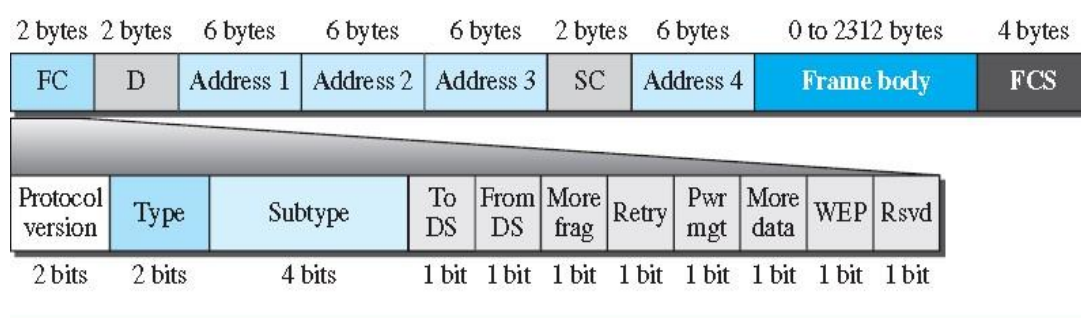 2 bytes 2 bytes 6 bytes 6 bytes 6 bytes 2 bytes 6 bytes 0 to 2312 bytes 4 bytes
FC D Address 1 Address 2 Address 3 SC Address 4 Frame body FCS
Protocol version Type Subtype To DS From DS More frag Retry Pwr mgt More data WEP Rsvd
2 bits 2 bits 4 bits 1 bit 1 bit 1 bit 1 bit 1 bit 1 bit 1 bit 1 bit